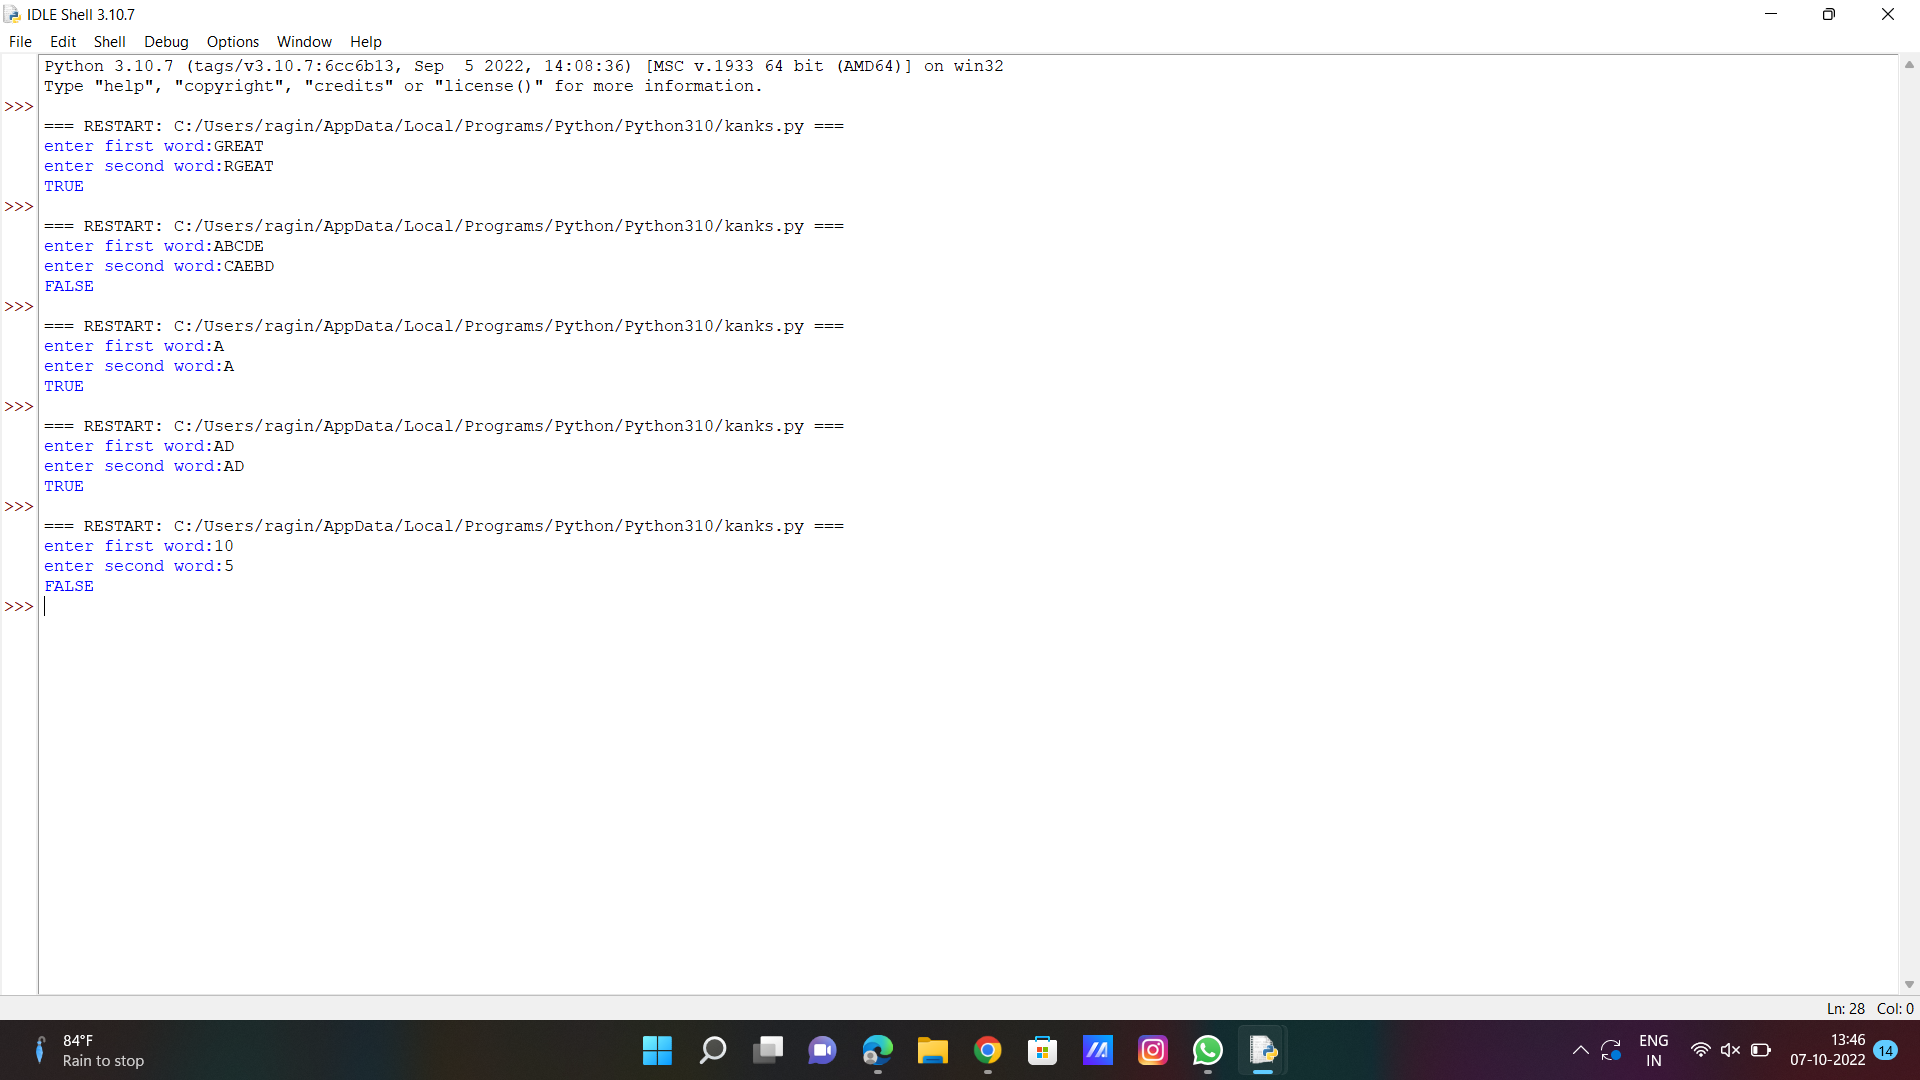 IDLE Shell 3.10.7
File Edit Shell Debug Options Window Help
Python 3.10.7 (tags/v3.10.7:6cc6b13, Sep  5 2022, 14:08:36) [MSC v.1933 64 bit (AMD64)] on win32
Type "help", "copyright", "credits" or "license()" for more information.
>>>
=== RESTART: C:/Users/ragin/AppData/Local/Programs/Python/Python310/kanks.py ===
enter first word:GREAT
enter second word:RGEAT
TRUE
>>>
=== RESTART: C:/Users/ragin/AppData/Local/Programs/Python/Python310/kanks.py ===
enter first word:ABCDE
enter second word:CAEBD
FALSE
>>>
=== RESTART: C:/Users/ragin/AppData/Local/Programs/Python/Python310/kanks.py ===
enter first word:A
enter second word:A
TRUE
>>>
=== RESTART: C:/Users/ragin/AppData/Local/Programs/Python/Python310/kanks.py ===
enter first word:AD
enter second word:AD
TRUE
>>>
=== RESTART: C:/Users/ragin/AppData/Local/Programs/Python/Python310/kanks.py ===
enter first word:10
enter second word:5
FALSE
>>>
Ln: 28 Col: 0
84°F
Rain to stop
ENG
IN
13:46
07-10-2022
14